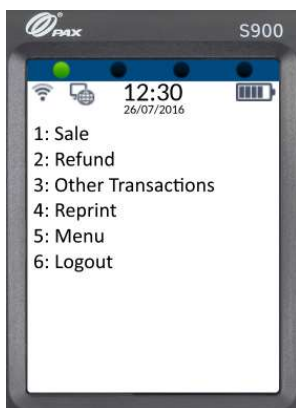 PAX S900
12:30
26/07/2016
1: Sale
2: Refund
3: Other Transactions
4: Reprint
5: Menu
6: Logout